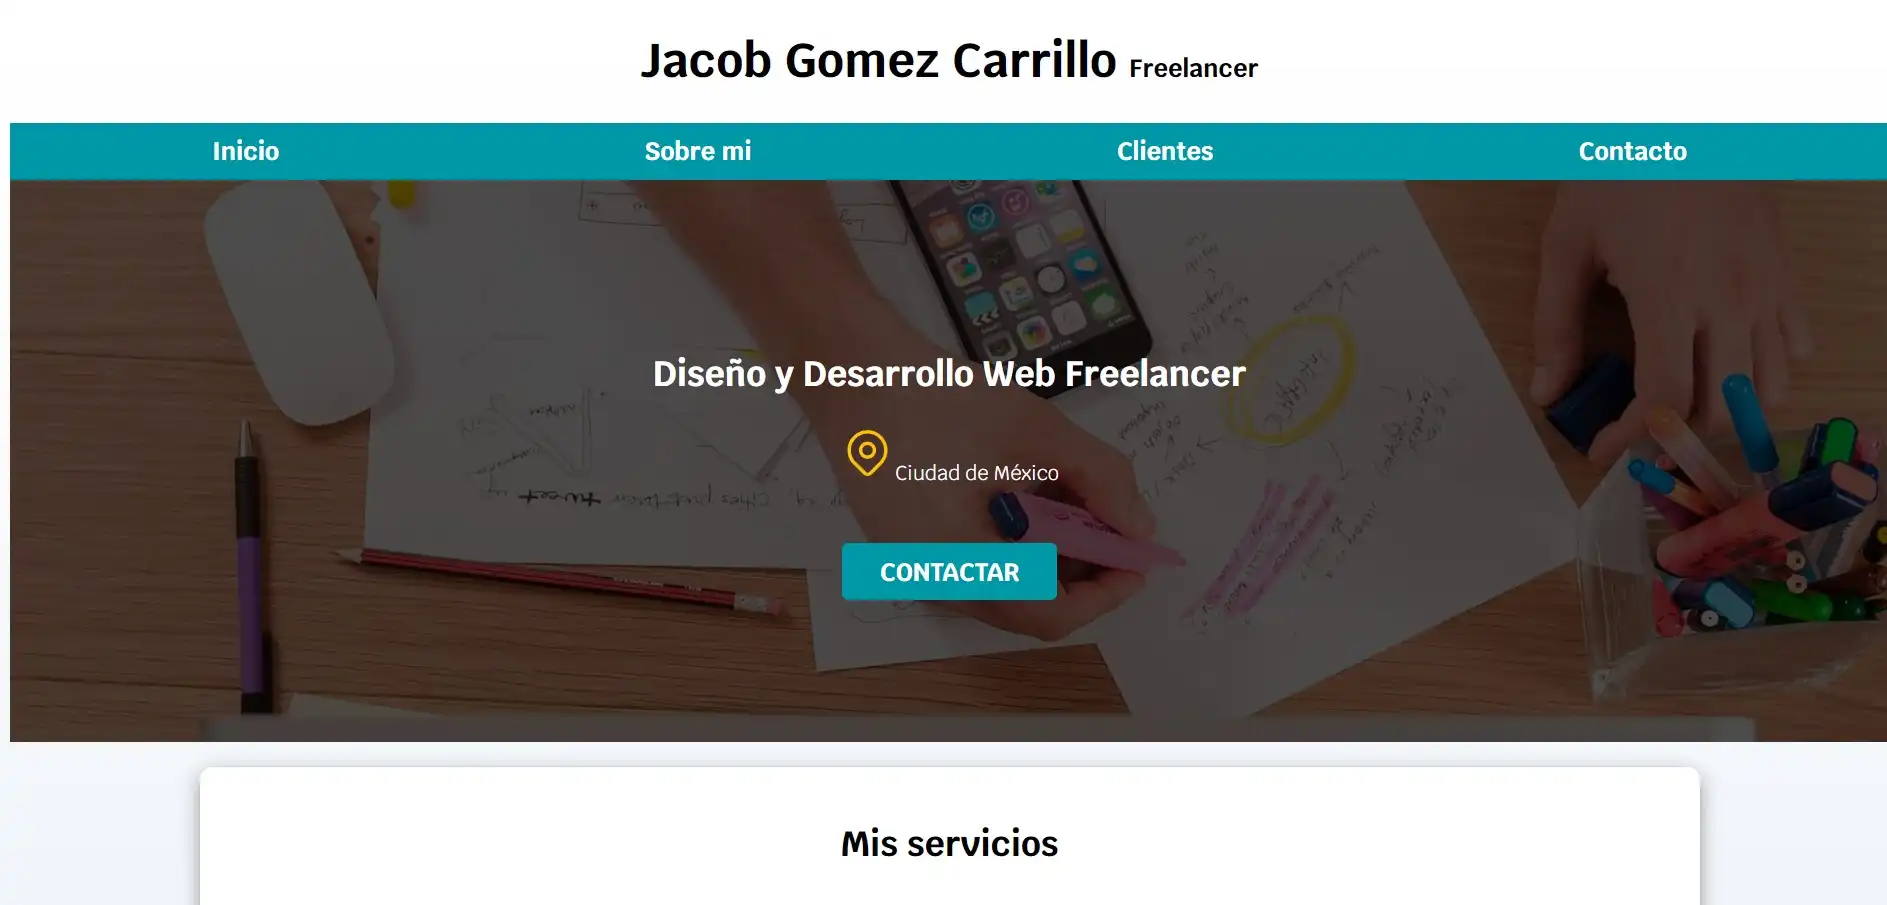 Jacob Gomez Carrillo Freelancer
Inicio Sobre mi Clientes Contacto
Diseño y Desarrollo Web Freelancer
Ciudad de México
CONTACTAR
Mis servicios